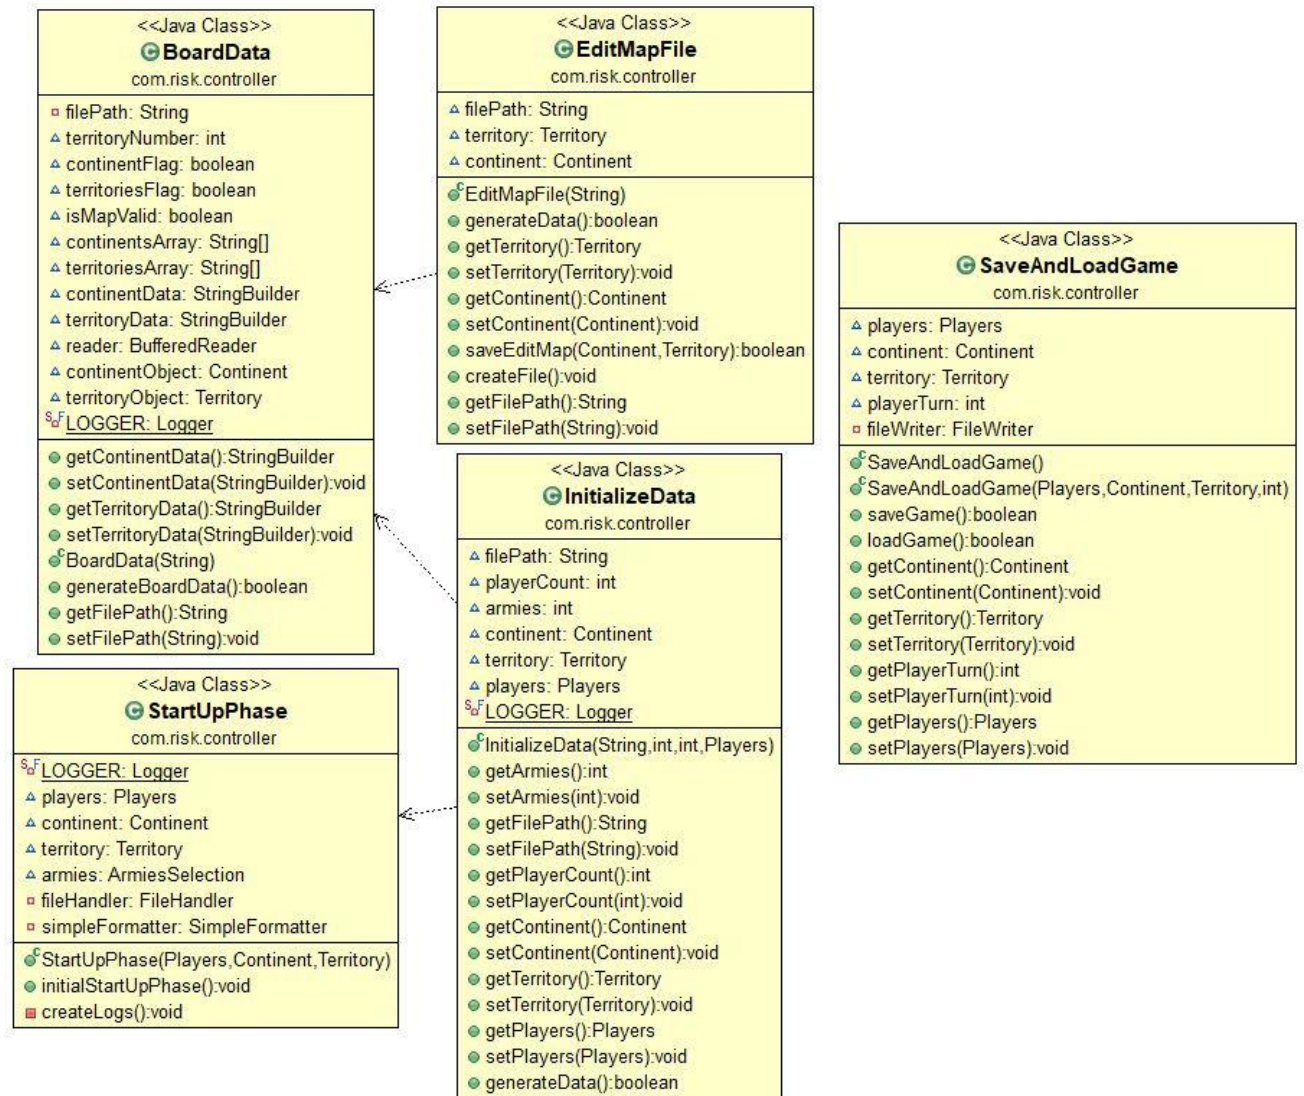 <<Java Class>>
BoardData
com.risk.controller
filePath: String
territoryNumber: int
continentFlag: boolean
territoriesFlag: boolean
isMapValid: boolean
continentsArray: String[]
territoriesArray: String[]
continentData: StringBuilder
territoryData: StringBuilder
reader: BufferedReader
continentObject: Continent
territoryObject: Territory
LOGGER: Logger
getContinentData():StringBuilder
setContinentData(StringBuilder):void
getTerritoryData():StringBuilder
setTerritoryData(StringBuilder):void
BoardData(String)
generateBoardData():boolean
getFilePath():String
setFilePath(String):void
<<Java Class>>
EditMapFile
com.risk.controller
filePath: String
territory: Territory
continent: Continent
EditMapFile(String)
generateData():boolean
getTerritory():Territory
setTerritory(Territory):void
getContinent():Continent
setContinent(Continent):void
saveEditMap(Continent,Territory):boolean
createFile():void
getFilePath():String
setFilePath(String):void
<<Java Class>>
SaveAndLoadGame
com.risk.controller
players: Players
continent: Continent
territory: Territory
playerTurn: int
fileWriter: FileWriter
SaveAndLoadGame()
SaveAndLoadGame(Players,Continent,Territory,int)
saveGame():boolean
loadGame():boolean
getContinent():Continent
setContinent(Continent):void
getTerritory():Territory
setTerritory(Territory):void
getPlayerTurn():int
setPlayerTurn(int):void
getPlayers():Players
setPlayers(Players):void
<<Java Class>>
InitializeData
com.risk.controller
filePath: String
playerCount: int
armies: int
continent: Continent
territory: Territory
players: Players
LOGGER: Logger
InitializeData(String,int,int,Players)
getArmies():int
setArmies(int):void
getFilePath():String
setFilePath(String):void
getPlayerCount():int
setPlayerCount(int):void
getContinent():Continent
setContinent(Continent):void
getTerritory():Territory
setTerritory(Territory):void
getPlayers():Players
setPlayers(Players):void
generateData():boolean
<<Java Class>>
StartUpPhase
com.risk.controller
LOGGER: Logger
players: Players
continent: Continent
territory: Territory
armies: ArmiesSelection
fileHandler: FileHandler
simpleFormatter: SimpleFormatter
StartUpPhase(Players,Continent,Territory)
initialStartUpPhase():void
createLogs():void